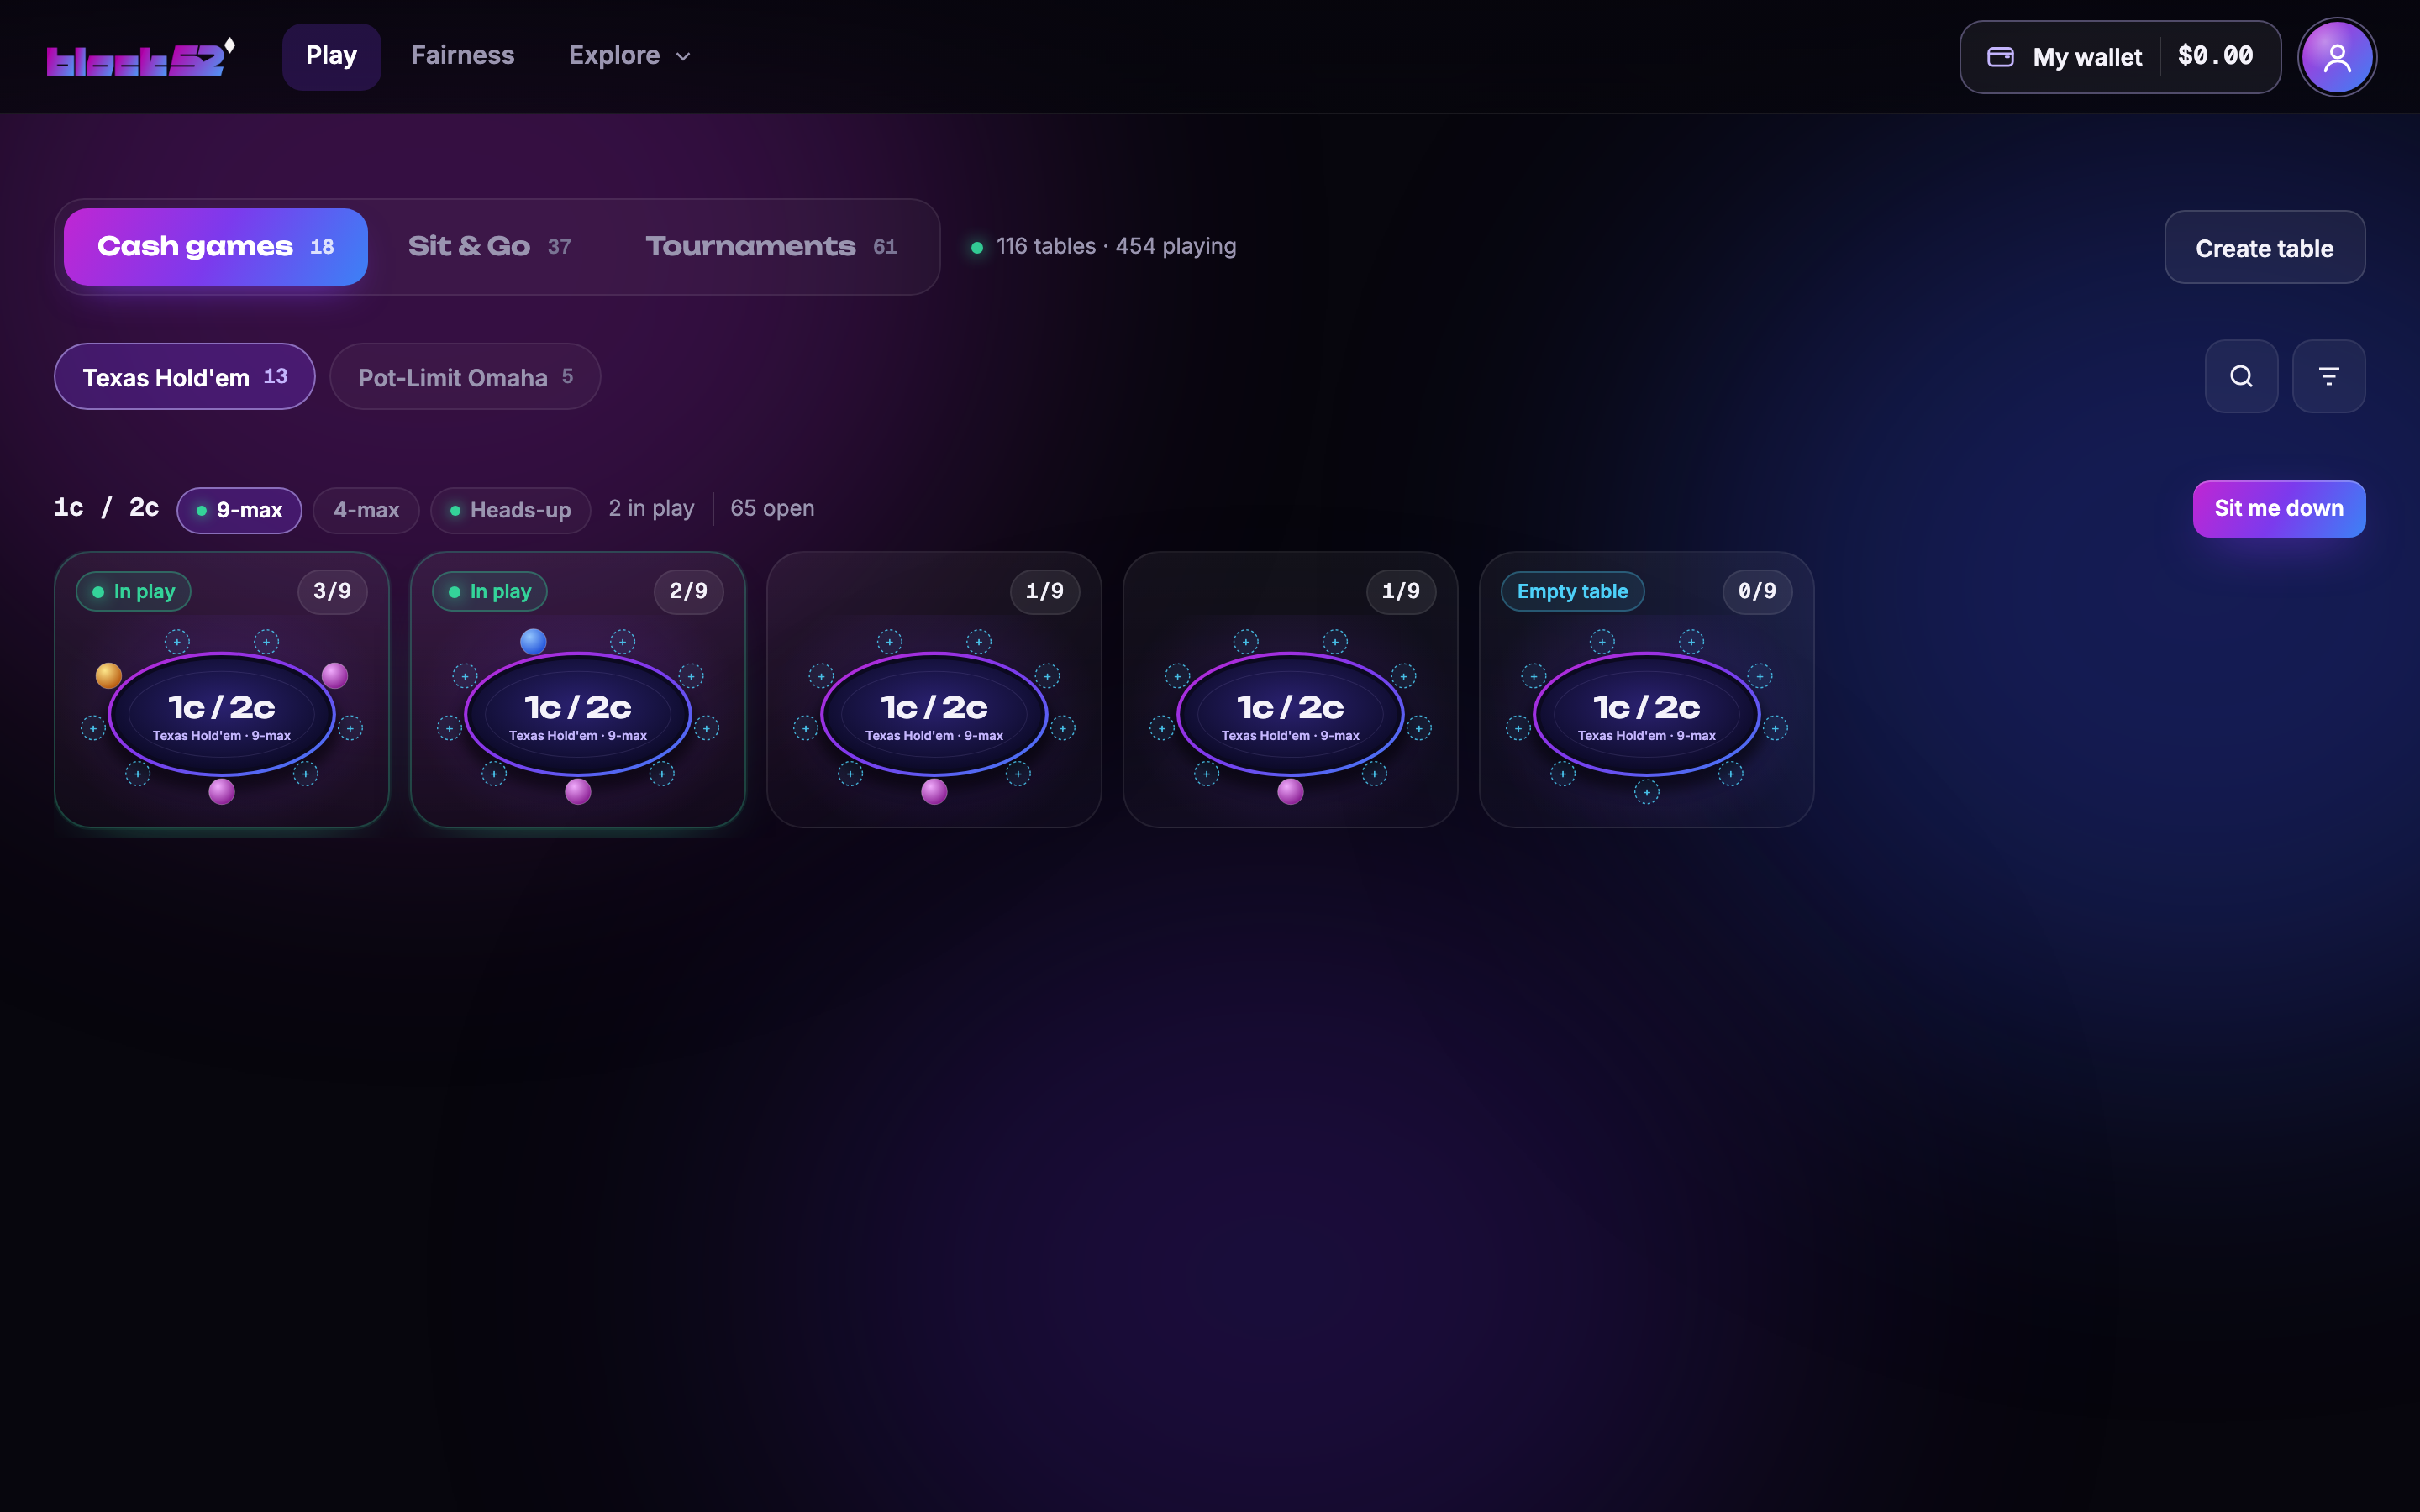 block52
Play
Fairness
Explore
My wallet
$0.00
Cash games 18
Sit & Go 37
Tournaments 61
116 tables · 454 playing
Create table
Texas Hold'em 13
Pot-Limit Omaha 5
1c / 2c
9-max
4-max
Heads-up
2 in play
65 open
Sit me down
In play
3/9
1c / 2c
Texas Hold'em · 9-max
In play
2/9
1c / 2c
Texas Hold'em · 9-max
1/9
1c / 2c
Texas Hold'em · 9-max
1/9
1c / 2c
Texas Hold'em · 9-max
Empty table
0/9
1c / 2c
Texas Hold'em · 9-max